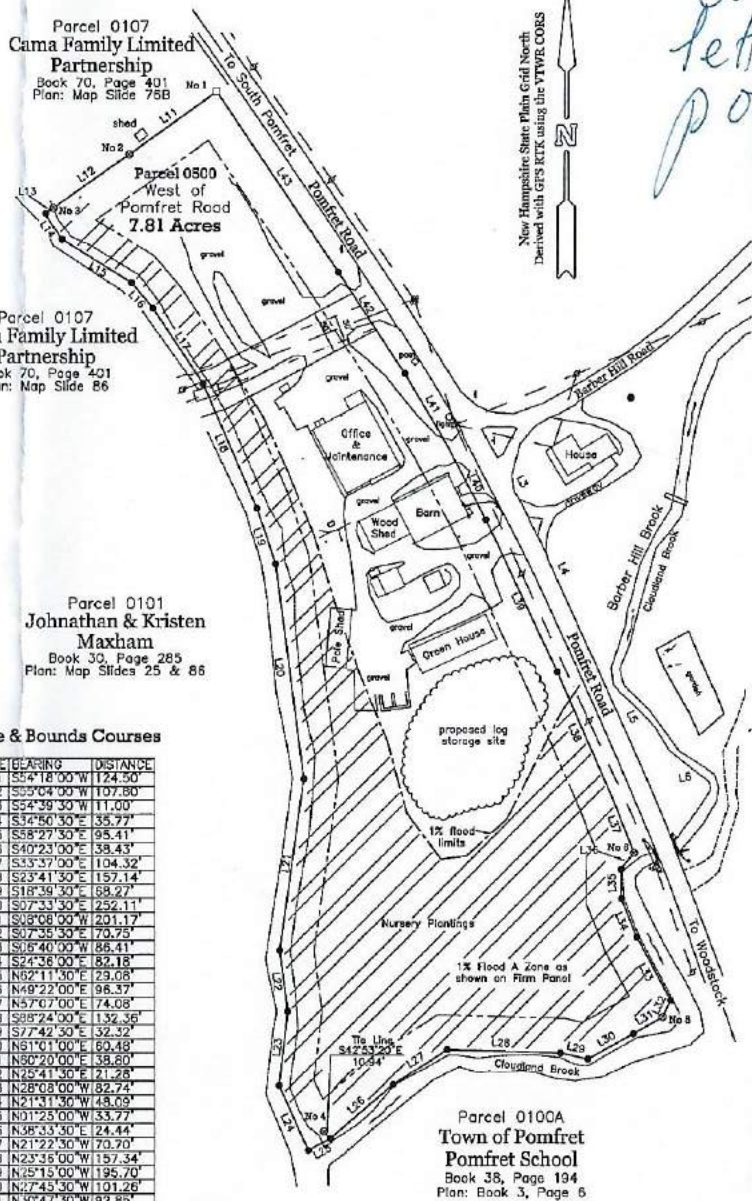 Parcel 0107
Cama Family Limited
Partnership
Book 70, Page 401
Plan: Map Slide 75B
No 1
To South Pomfret
New Hampshire State Plain Grid North
Derived with GPS RTK using the VTWR CORS
N
shed
L11
No 2
L12
L13
No 3
Parcel 0500
West of
Pomfret Road
7.81 Acres
L43
Pomfret Road
L14
L15
L16
gravel
gravel
L17
L42
Parcel 0107
Family Limited
Partnership
70, Page 401
Map Slide 86
post
Barber Hill Road
gravel
L41
L18
Office
&
Maintenance
gravel
House
L3
driveway
gravel
Barn
L40
Wood
Shed
gravel
L4
L19
Barber Hill Brook
Cloudland Brook
L39
Parcel 0101
Johnathan & Kristen
Maxham
Book 30, Page 285
Plan: Map Slides 25 & 86
Pole Shed
gravel
Green House
gravel
Pomfret Road
garden
L20
L38
L5
proposed log
storage site
L6
& Bounds Courses
BEARING DISTANCE
S54°18'00"W 124.50'
S55°04'00"W 107.80'
S54°39'30"W 11.00'
S34°50'30"E 35.77'
S58°27'30"E 95.41'
S40°23'00"E 38.43'
S33°37'00"E 104.32'
S23°41'30"E 157.14'
S18°39'30"E 68.27'
S07°33'30"E 252.11'
S08°08'00"W 201.17'
S07°35'30"E 70.75'
S06°40'00"W 86.41'
S24°36'00"E 82.18'
N62°11'30"E 29.08'
N49°22'00"E 96.37'
N57°07'00"E 74.08'
S88°24'00"E 132.36'
S77°42'30"E 32.32'
N61°01'00"E 60.48'
N60°20'00"E 38.80'
N25°41'30"E 21.26'
N28°08'00"W 82.74'
N21°31'30"W 48.09'
N01°25'00"W 33.77'
N38°33'30"E 24.44'
N21°22'30"W 70.70'
N23°36'00"W 157.34'
N25°15'00"W 195.70'
N27°45'30"W 101.26'
1% flood
limits
L37
L36
No 6
L35
L21
Nursery Plantings
L34
To Woodstock
1% Flood A Zone as
shown on Firm Panel
L33
L32
No 5
L22
L31
L30
L29
L28
L27
Tie Line
S42°53'20"E
10.94'
Cloudland Brook
L23
L26
No 4
L24
L25
Parcel 0100A
Town of Pomfret
Pomfret School
Book 38, Page 194
Plan: Book 3, Page 6